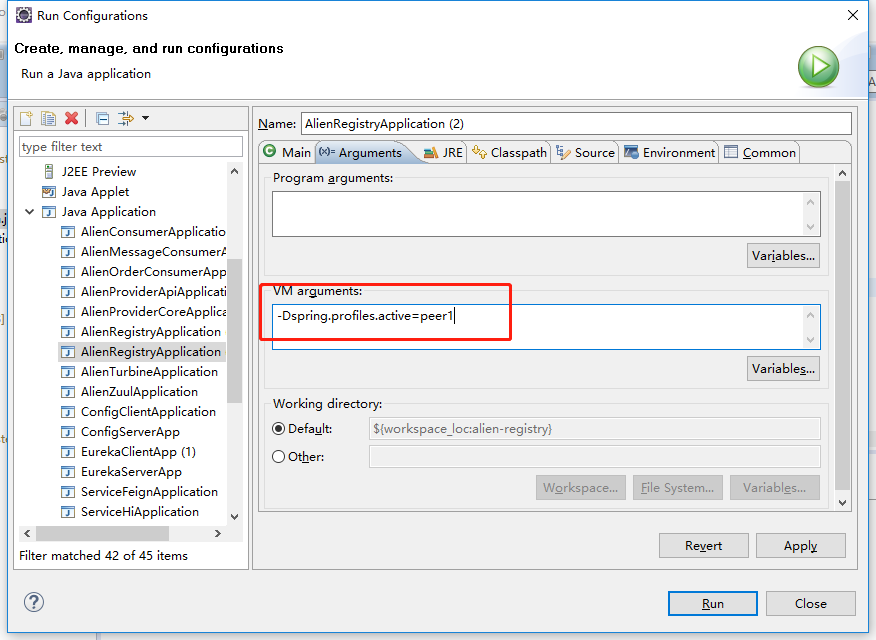 Run Configurations
Create, manage, and run configurations
Run a Java application
type filter text
J2EE Preview
Java Applet
Java Application
AlienConsumerApplicatio
AlienMessageConsumerA
AlienOrderConsumerApp
AlienProviderApiApplicati
AlienProviderCoreApplica
AlienRegistryApplication
AlienRegistryApplication
AlienTurbineApplication
AlienZuulApplication
ConfigClientApplication
ConfigServerApp
EurekaClientApp (1)
EurekaServerApp
ServiceFeignApplication
ServiceHiApplication
Filter matched 42 of 45 items
Name: AlienRegistryApplication (2)
Main (x)= Arguments JRE Classpath Source Environment Common
Program arguments:
Variables...
VM arguments:
-Dspring.profiles.active=peer1
Variables...
Working directory:
Default: ${workspace_loc:alien-registry}
Other:
Workspace... File System... Variables...
Revert Apply
Run Close